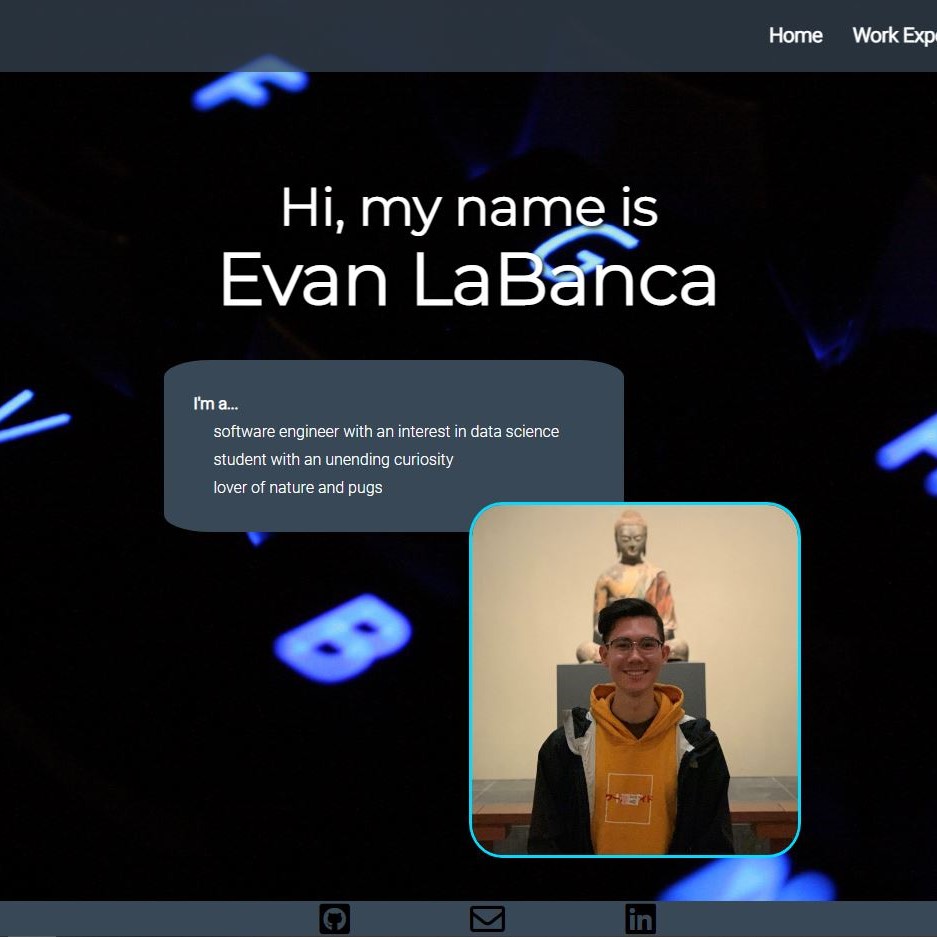 Home Work Expe
Hi, my name is
Evan LaBanca
I'm a...
software engineer with an interest in data science
student with an unending curiosity
lover of nature and pugs
F
G
V
B
in